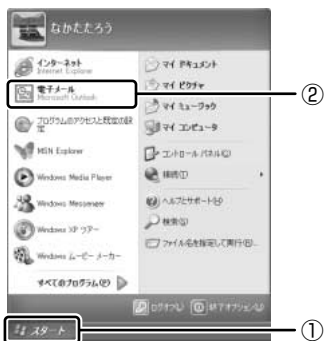 なかたたろう
インターネット
Internet Explorer
電子メール
Microsoft Outlook
②
プログラムのアクセスと既定の設定
MSN Explorer
Windows Media Player
Windows Messenger
Windows XP ツアー
Windows ムービー メーカー
すべてのプログラム(P)
マイ ドキュメント
マイ ピクチャ
マイ ミュージック
マイ コンピュータ
コントロール パネル(C)
接続(T)
ヘルプとサポート(H)
検索(S)
ファイル名を指定して実行(R)...
ログオフ(L)
終了オプション(U)
スタート
①